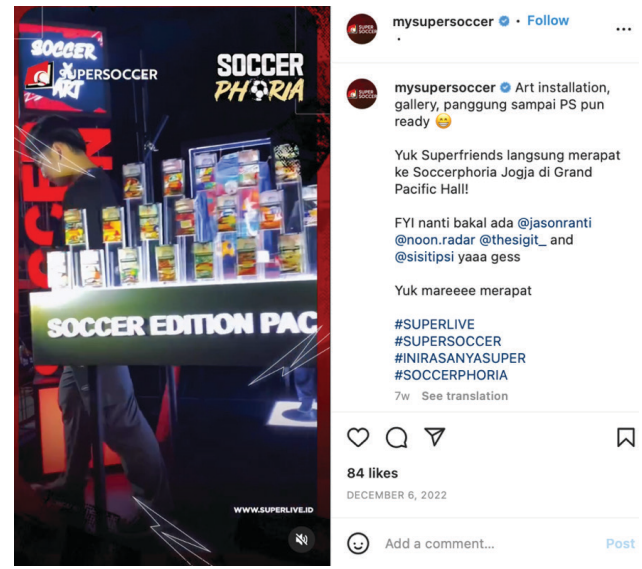 SOCCER
X
ART
SUPERSOCCER
SOCCER
PHORIA
SOCCER
SOCCER EDITION PAC
WWW.SUPERLIVE.ID
mysupersoccer • Follow
mysupersoccer Art installation,
gallery, panggung sampai PS pun
ready 😁
Yuk Superfriends langsung merapat
ke Soccerphoria Jogja di Grand
Pacific Hall!
FYI nanti bakal ada @jasonranti
@noon.radar @thesigit_ and
@sisitipsi yaaa gess
Yuk mareeee merapat
#SUPERLIVE
#SUPERSOCCER
#INIRASANYASUPER
#SOCCERPHORIA
7w See translation
84 likes
DECEMBER 6, 2022
Add a comment...
Post